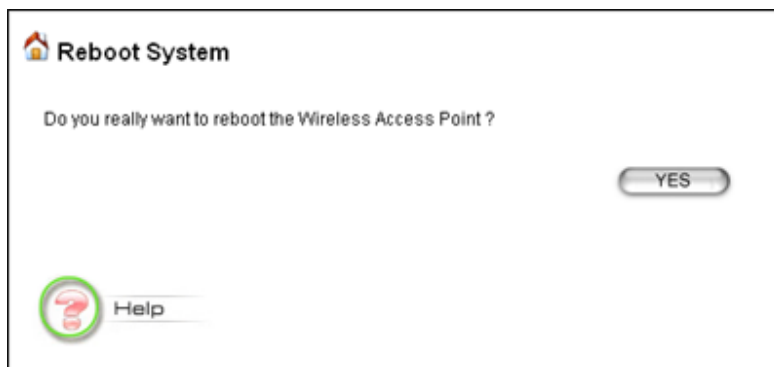 Reboot System
Do you really want to reboot the Wireless Access Point ?
YES
Help